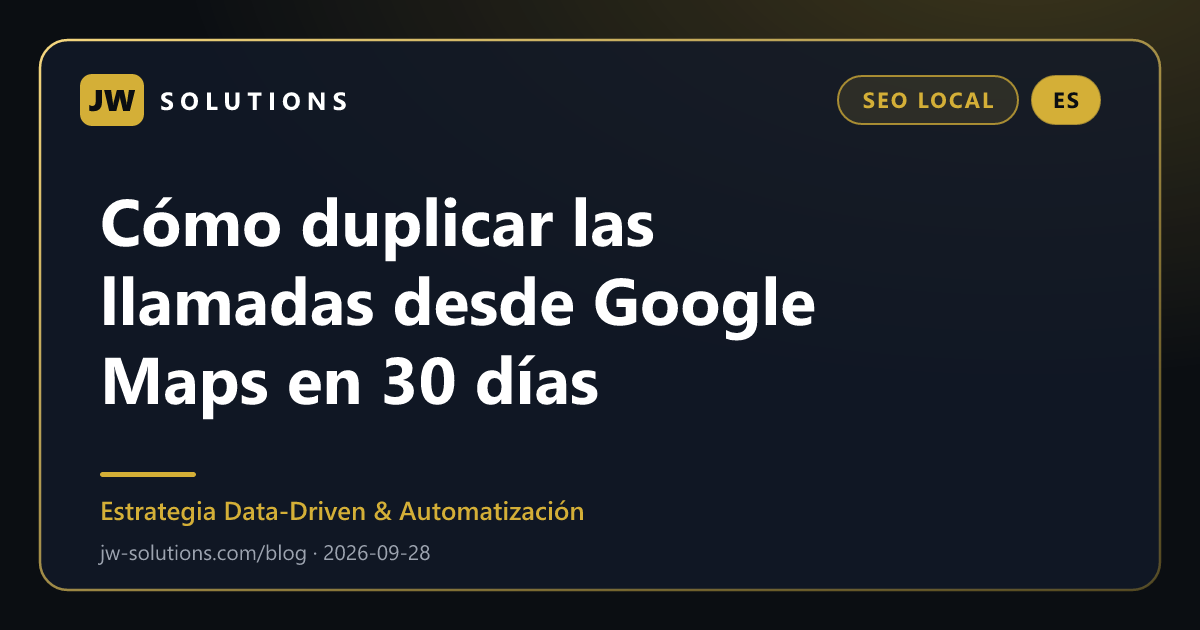 JW SOLUTIONS
SEO LOCAL
ES
Cómo duplicar las
llamadas desde Google
Maps en 30 días
Estrategia Data-Driven & Automatización
jw-solutions.com/blog · 2026-09-28